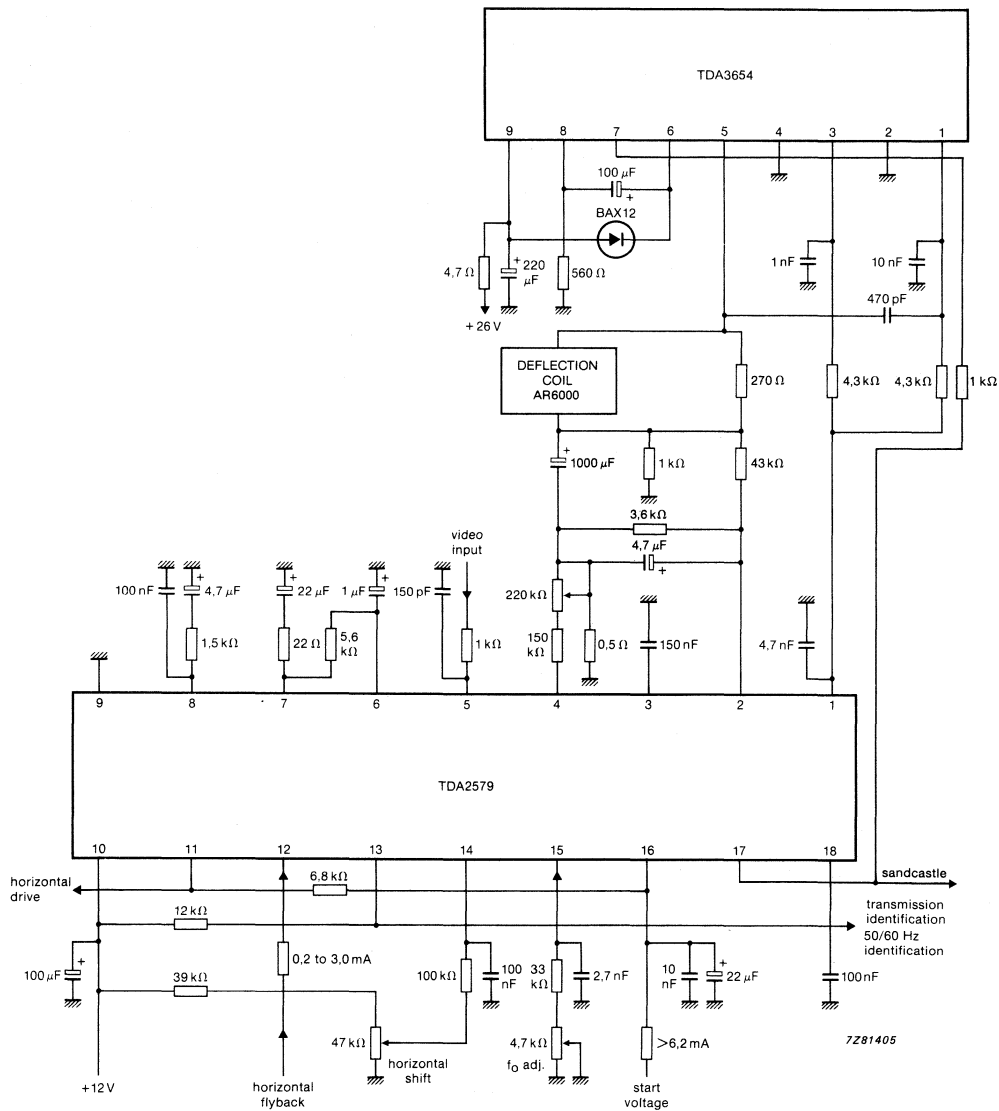 TDA3654
9 8 7 6 5 4 3 2 1
100 μF
+
BAX12
4,7 Ω
+
220
μF
560 Ω
+ 26 V
1 nF
10 nF
470 pF
DEFLECTION
COIL
AR6000
270 Ω
4,3 kΩ
4,3 kΩ
1 kΩ
+
1000 μF
1 kΩ
43 kΩ
3,6 kΩ
4,7 μF
+
video
input
100 nF
+
4,7 μF
+
22 μF
1 μF
+
150 pF
220 kΩ
1,5 kΩ
22 Ω
5,6
kΩ
1 kΩ
150
kΩ
0,5 Ω
150 nF
4,7 nF
9 8 7 6 5 4 3 2 1
TDA2579
10 11 12 13 14 15 16 17 18
horizontal
drive
6,8 kΩ
sandcastle
12 kΩ
transmission
identification
50/60 Hz
identification
100 μF
+
0,2 to 3,0 mA
39 kΩ
100 kΩ
100
nF
33
kΩ
2,7 nF
10
nF
+
22 μF
100 nF
47 kΩ
horizontal
shift
4,7 kΩ
fO adj.
>6,2 mA
7Z81405
+12 V
horizontal
flyback
start
voltage